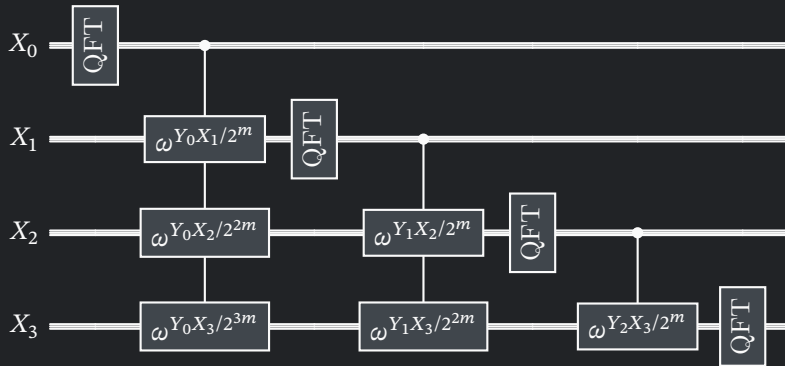 X₀ QFT
X₁ ω^{Y₀X₁/2^m} QFT
X₂ ω^{Y₀X₂/2^{2m}} ω^{Y₁X₂/2^m} QFT
X₃ ω^{Y₀X₃/2^{3m}} ω^{Y₁X₃/2^{2m}} ω^{Y₂X₃/2^m} QFT